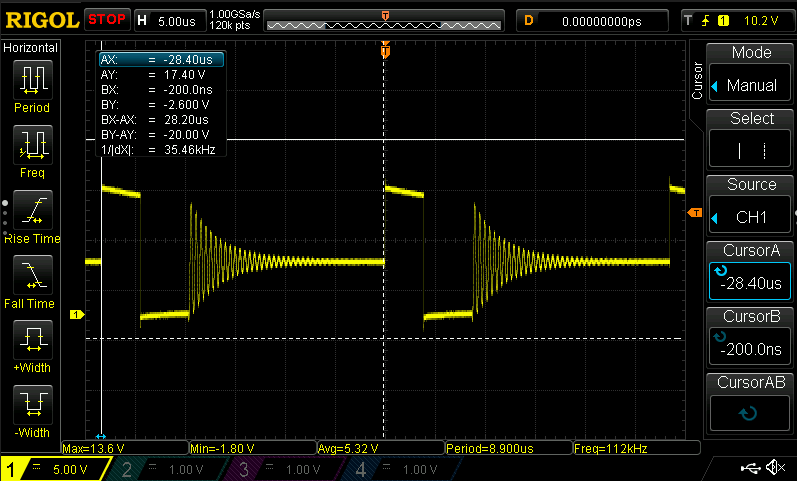 RIGOL STOP H 5.00us 1.00GSa/s 120k pts T D 0.00000000ps T 1 10.2 V
Horizontal
Period
Freq
Rise Time
Fall Time
+Width
-Width
AX: = -28.40us
AY: = 17.40 V
BX: = -200.0ns
BY: = -2.600 V
BX-AX: = 28.20us
BY-AY: = -20.00 V
1/|dX|: = 35.46kHz
T
T
1
Cursor
Mode
Manual
Select
Source
CH1
CursorA
-28.40us
CursorB
-200.0ns
CursorAB
Max=13.6 V Min=-1.80 V Avg=5.32 V Period=8.900us Freq=112kHz
1 = 5.00 V 2 = 1.00 V 3 = 1.00 V 4 = 1.00 V